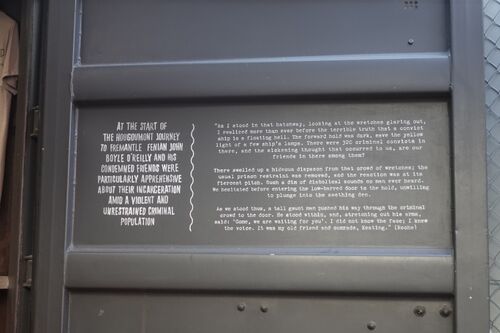 AT THE START OF
THE HOUGOUMONT JOURNEY
TO FREMANTLE FENIAN JOHN
BOYLE O'REILLY AND HIS
CONDEMNED FRIENDS WERE
PARTICULARLY APPREHENSIVE
ABOUT THEIR INCARCERATION
AMID A VIOLENT AND
UNRESTRAINED CRIMINAL
POPULATION
"As I stood in that hatchway, looking at the wretches glaring out,
I realized more than ever before the terrible truth that a convict
ship is a floating hell. The forward hold was dark, save the yellow
light of a few ship's lamps. There were 320 criminal convicts in
there, and the sickening thought that occurred to us, are our
friends in there among them?
There swelled up a hideous diapason from that crowd of wretches; the
usual prison restraint was removed, and the reaction was at its
fiercest pitch. Such a din of diabolical sounds no man ever heard.
We hesitated before entering the low-barred door to the hold, unwilling
to plunge into the seething den.
As we stood thus, a tall gaunt man pushed his way through the criminal
crowd to the door. He stood within, and, stretching out his arms,
said: "Come, we are waiting for you". I did not know the face; I knew
the voice. It was my old friend and comrade, Keating." (Roche)